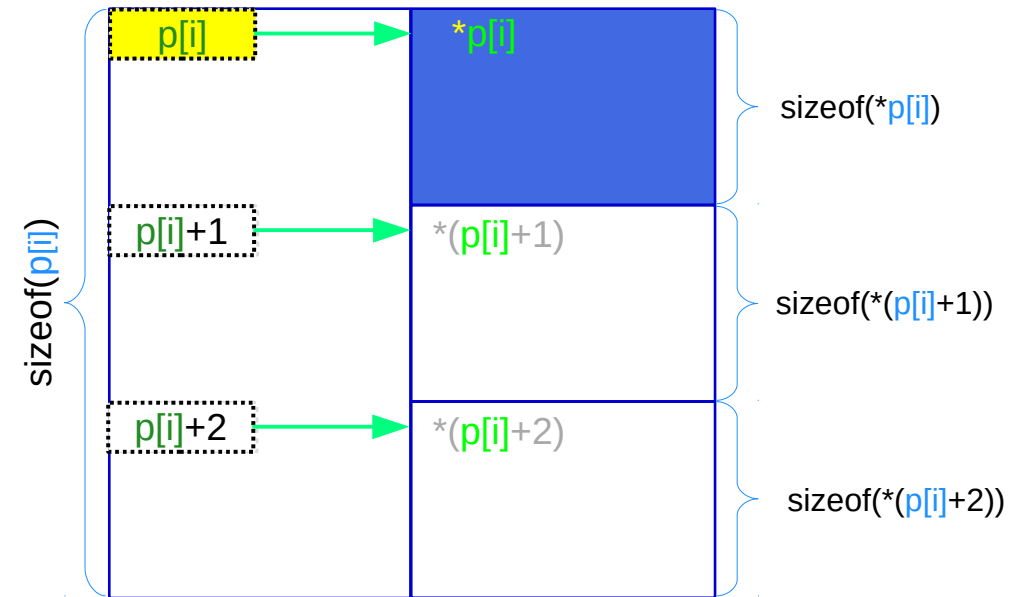 p[i]
*p[i]
sizeof(*p[i])
p[i]+1
*(p[i]+1)
sizeof(p[i])
sizeof(*(p[i]+1))
p[i]+2
*(p[i]+2)
sizeof(*(p[i]+2))